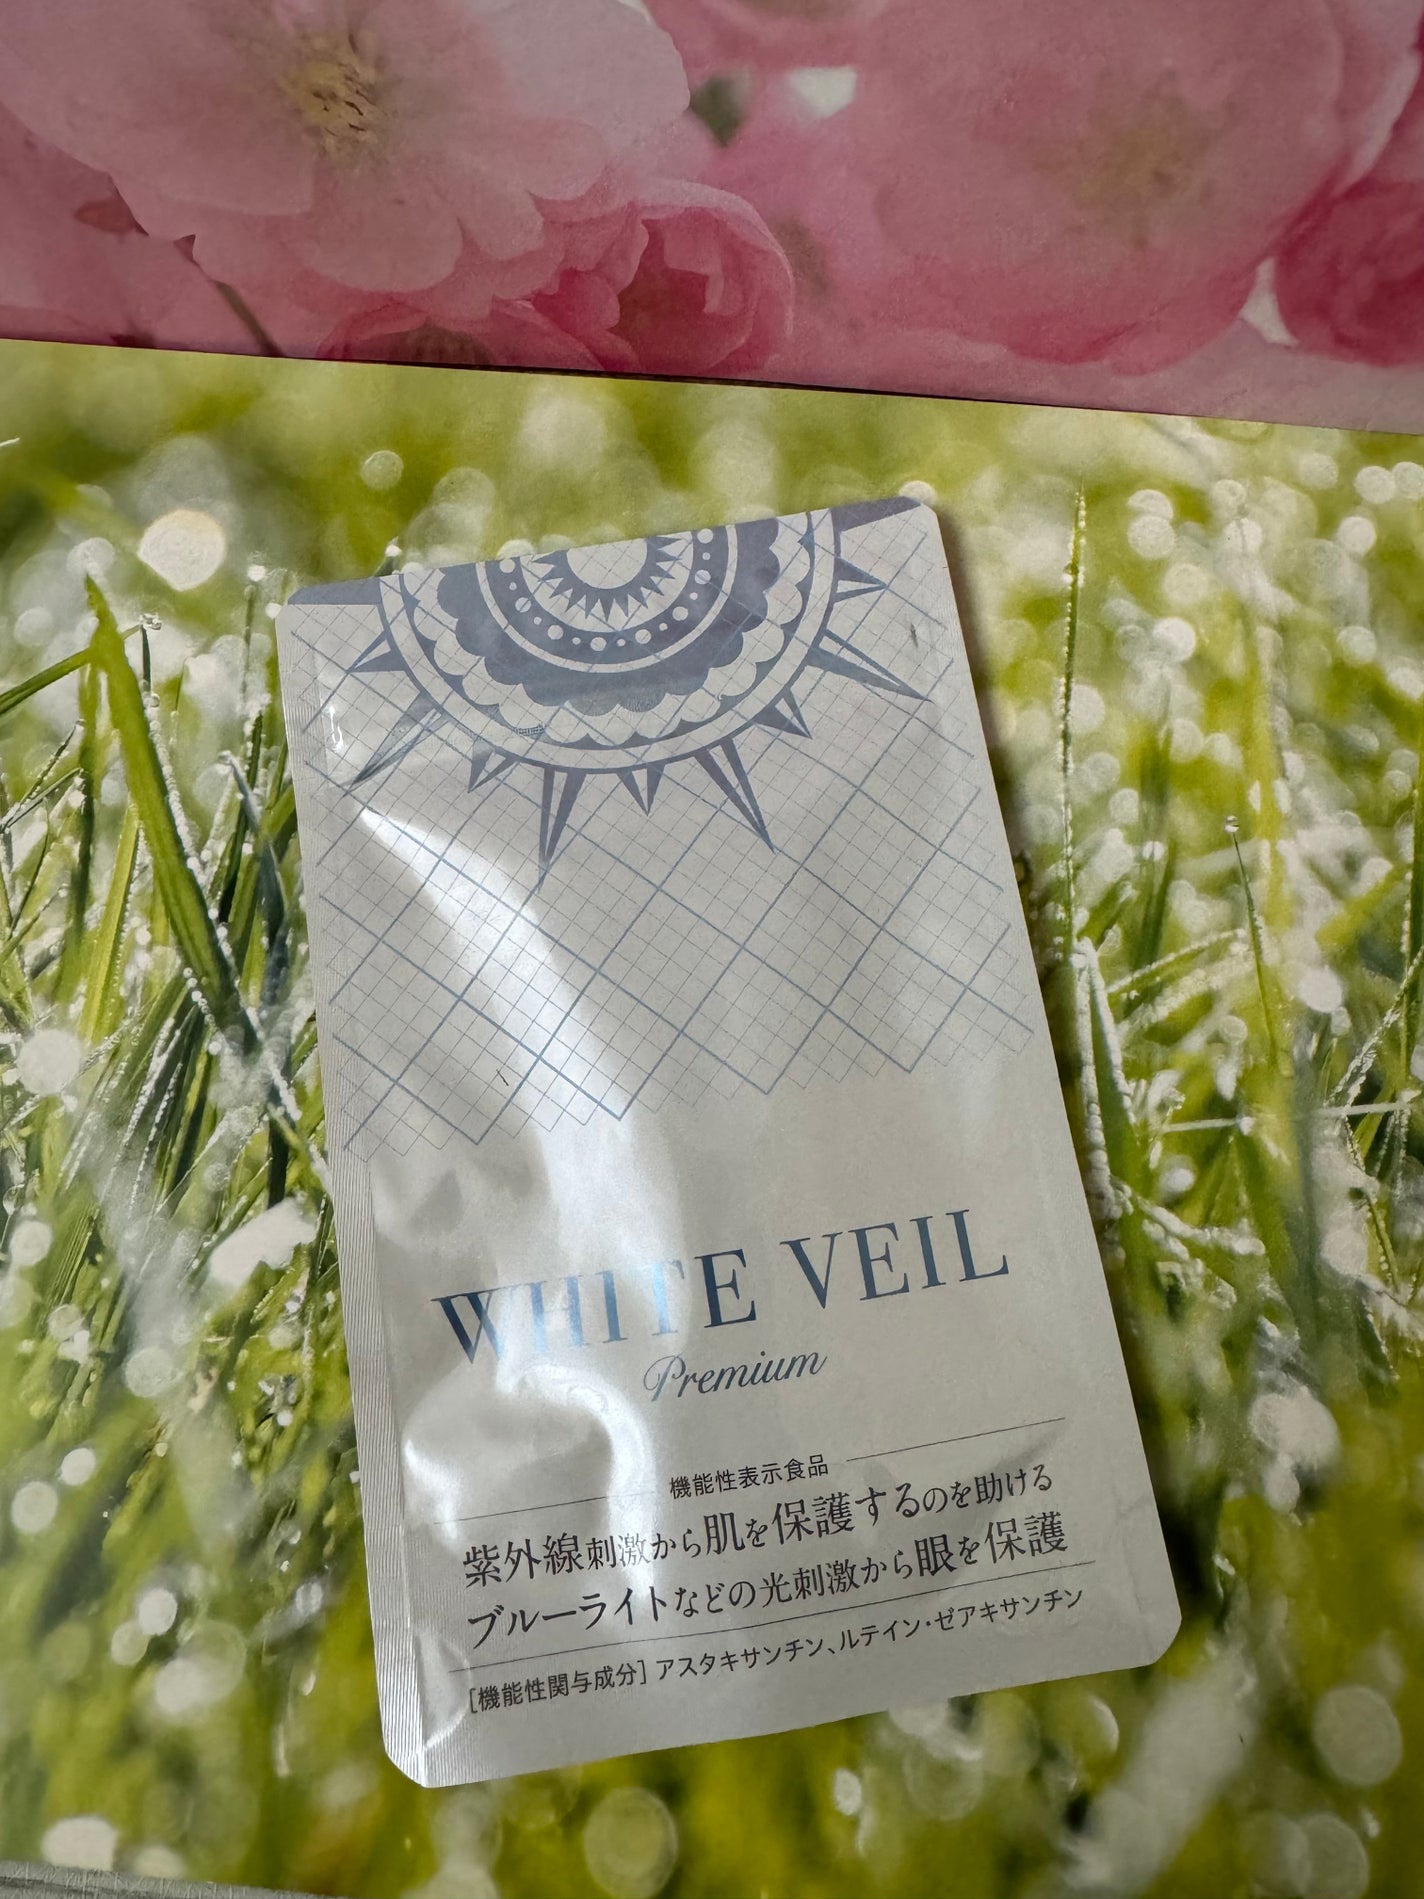 WHITE VEIL
Premium
機能性表示食品
紫外線刺激から肌を保護するのを助ける
ブルーライトなどの光刺激から眼を保護
[機能性関与成分] アスタキサンチン、ルテイン・ゼアキサンチン